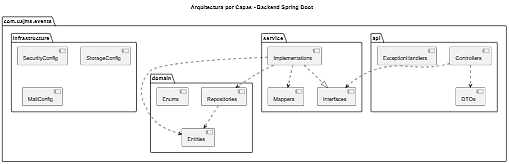 Arquitectura por Capas - Backend Spring Boot
com.uajms.events
infrastructure
SecurityConfig
StorageConfig
MailConfig
domain
Enums
Repositories
Entities
service
Implementations
Mappers
Interfaces
api
ExceptionHandlers
Controllers
DTOs